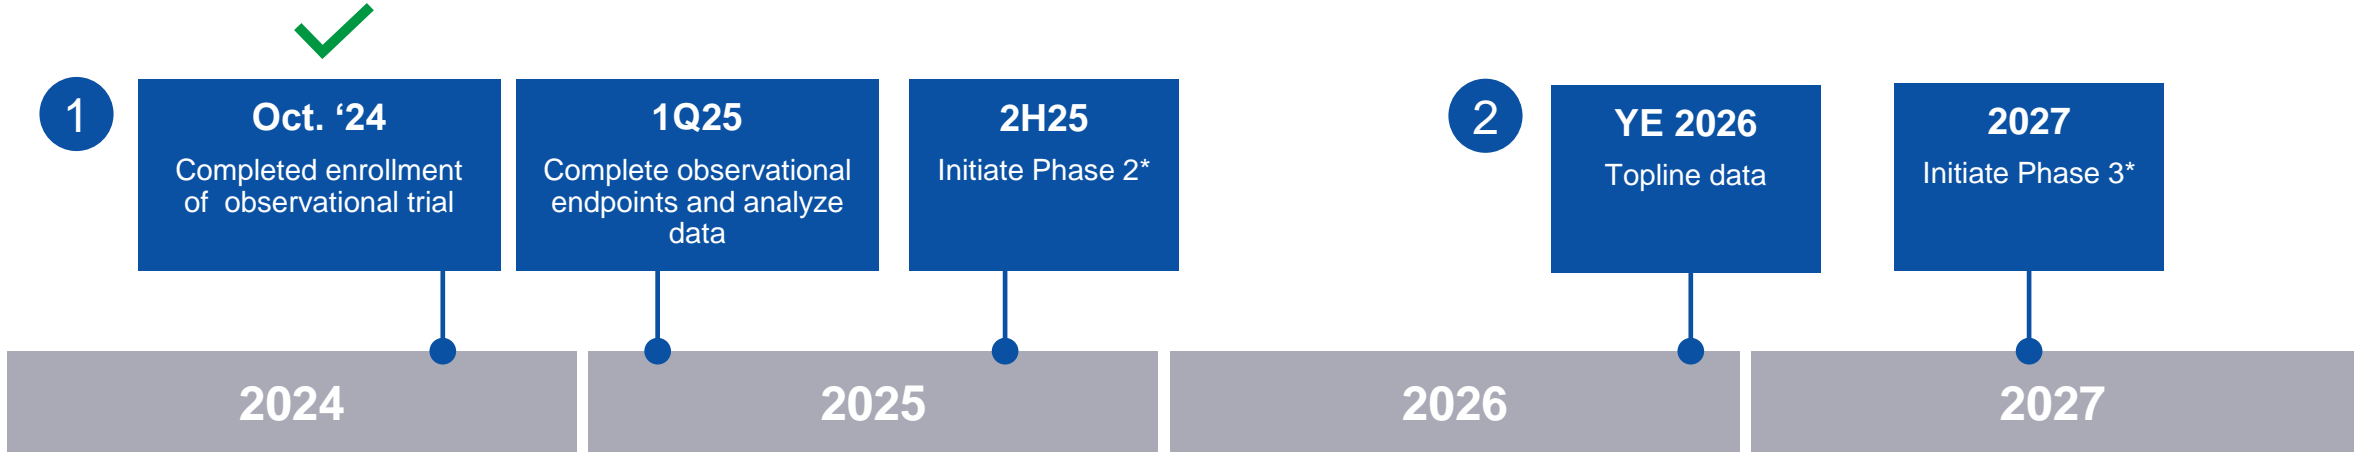 1
Oct. ‘24
Completed enrollment
of  observational trial
1Q25
Complete observational
endpoints and analyze
data
2H25
Initiate Phase 2*
2
YE 2026
Topline data
2027
Initiate Phase 3*
2024
2025
2026
2027